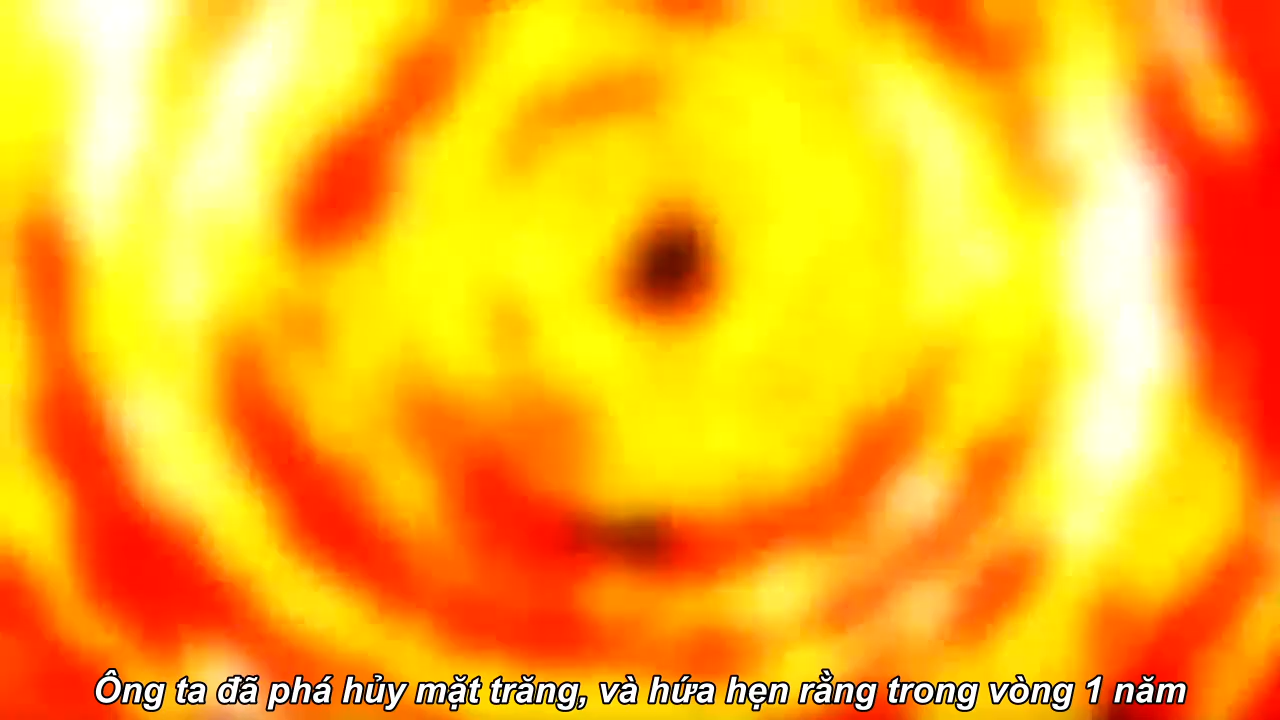 Ông ta đã phá hủy mặt trăng, và hứa hẹn rằng trong vòng 1 năm